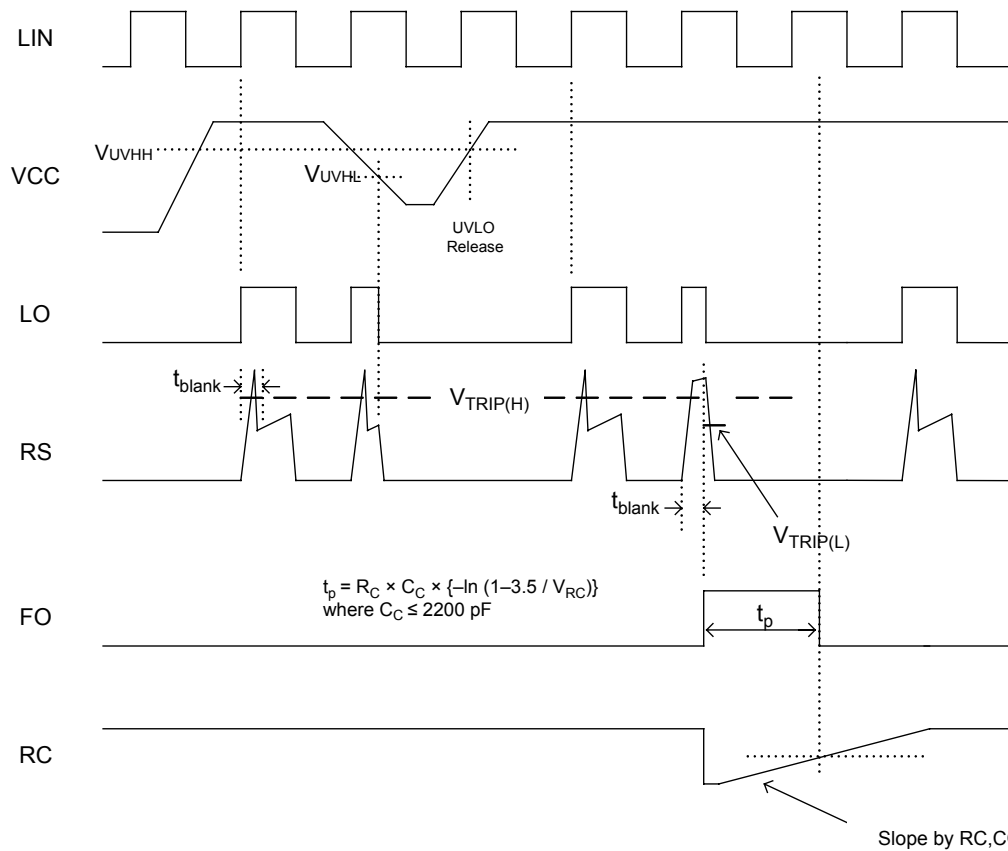 LIN
VUVHH
VCC
VUVHL
UVLO
Release
LO
tblank
VTRIP(H)
RS
tblank
VTRIP(L)
tp = RC × CC × {–ln (1–3.5 / VRC)}
where CC ≤ 2200 pF
FO
tp
RC
Slope by RC,C